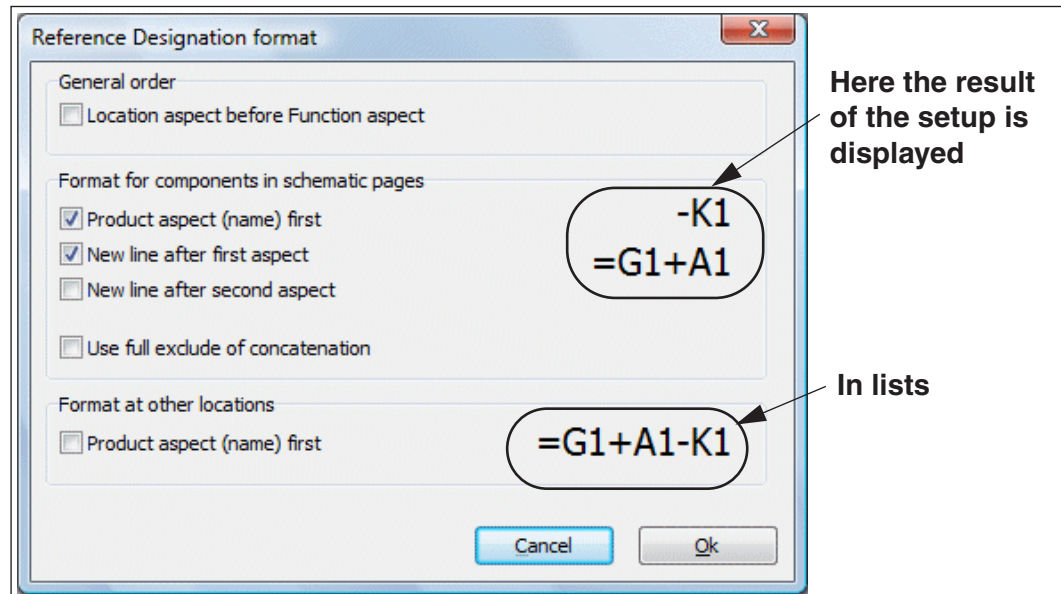 Reference Designation format
General order
Location aspect before Function aspect
Format for components in schematic pages
Product aspect (name) first
New line after first aspect
New line after second aspect
Use full exclude of concatenation
-K1
=G1+A1
Format at other locations
Product aspect (name) first
=G1+A1-K1
Cancel
Ok
Here the result
of the setup is
displayed
In lists